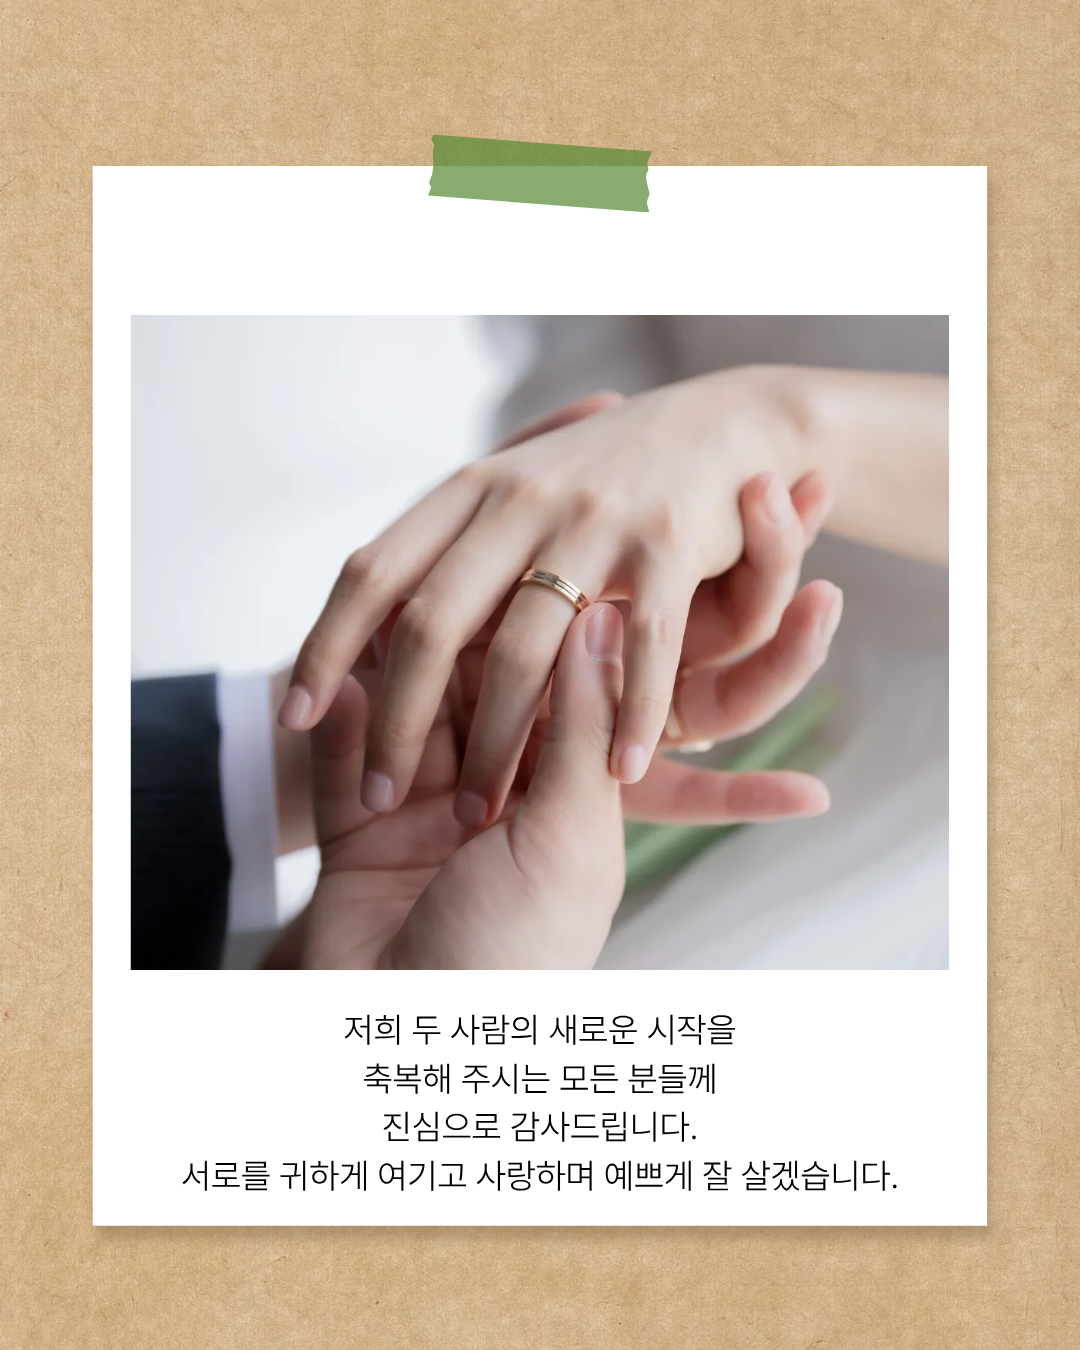 저희 두 사람의 새로운 시작을
축복해 주시는 모든 분들께
진심으로 감사드립니다.
서로를 귀하게 여기고 사랑하며 예쁘게 잘 살겠습니다.